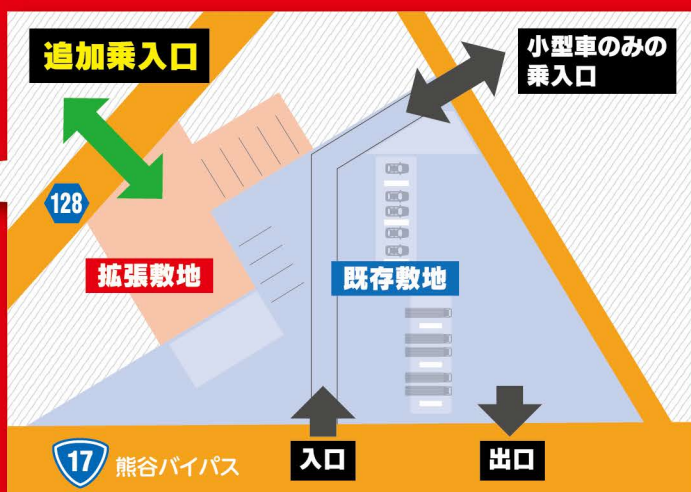 追加乗入口
小型車のみの
乗入口
128
拡張敷地
既存敷地
17
熊谷バイパス
入口
出口